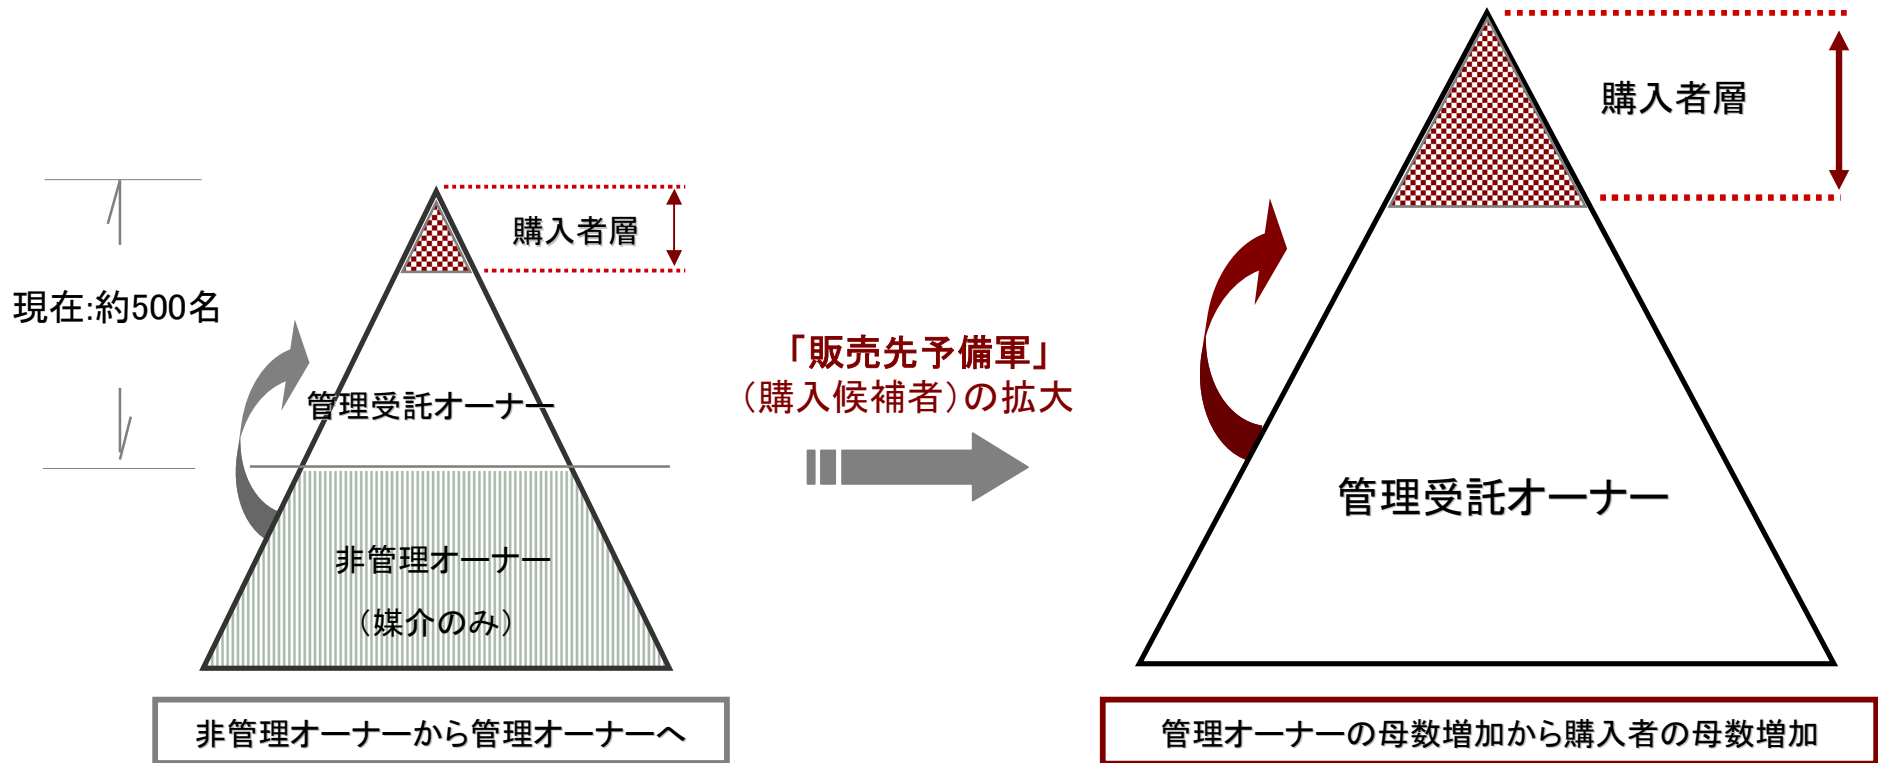 購入者層
現在:約500名
管理受託オーナー
非管理オーナー
（媒介のみ）
非管理オーナーから管理オーナーへ
「販売先予備軍」
（購入候補者）の拡大
購入者層
管理受託オーナー
管理オーナーの母数増加から購入者の母数増加